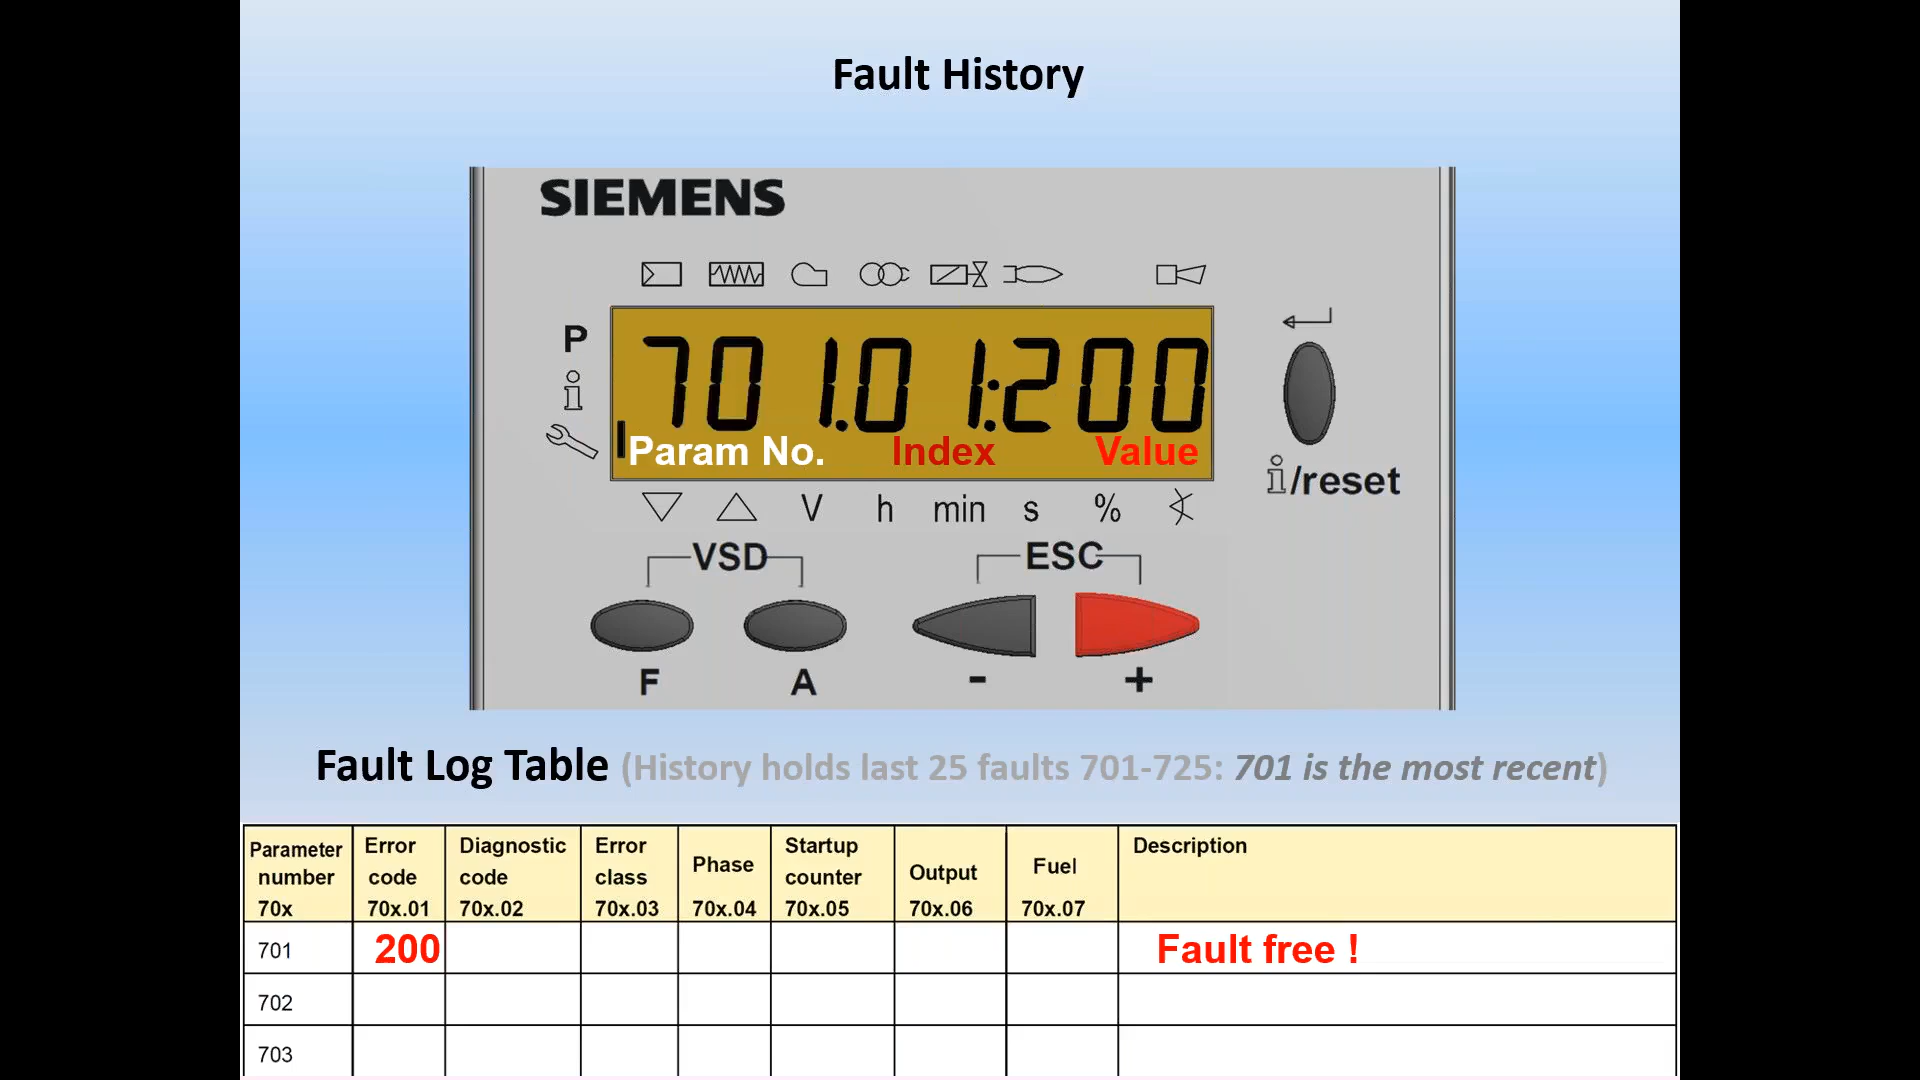 Fault History
SIEMENS
P
701.01:200
Param No. Index Value
i
i/reset
V h min s %
VSD ESC
F A - +
Fault Log Table (History holds last 25 faults 701-725: 701 is the most recent)
Parameter number 70x
Error code 70x.01
Diagnostic code 70x.02
Error class 70x.03
Phase 70x.04
Startup counter 70x.05
Output 70x.06
Fuel 70x.07
Description
701 200 Fault free !
702
703